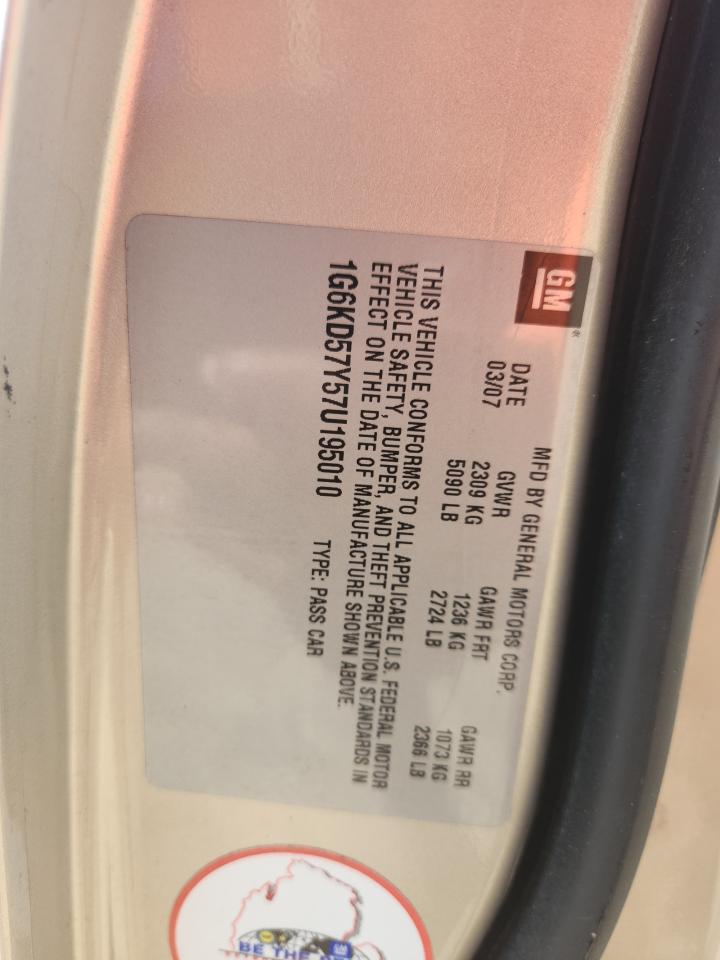 GM®
MFD BY GENERAL MOTORS CORP.
DATE GVWR GAWR FRT GAWR RR
03/07 2309 KG 1236 KG 1073 KG
5090 LB 2724 LB 2366 LB
THIS VEHICLE CONFORMS TO ALL APPLICABLE U.S. FEDERAL MOTOR
VEHICLE SAFETY, BUMPER, AND THEFT PREVENTION STANDARDS IN
EFFECT ON THE DATE OF MANUFACTURE SHOWN ABOVE.
1G6KD57Y57U195010 TYPE: PASS CAR
BE THE